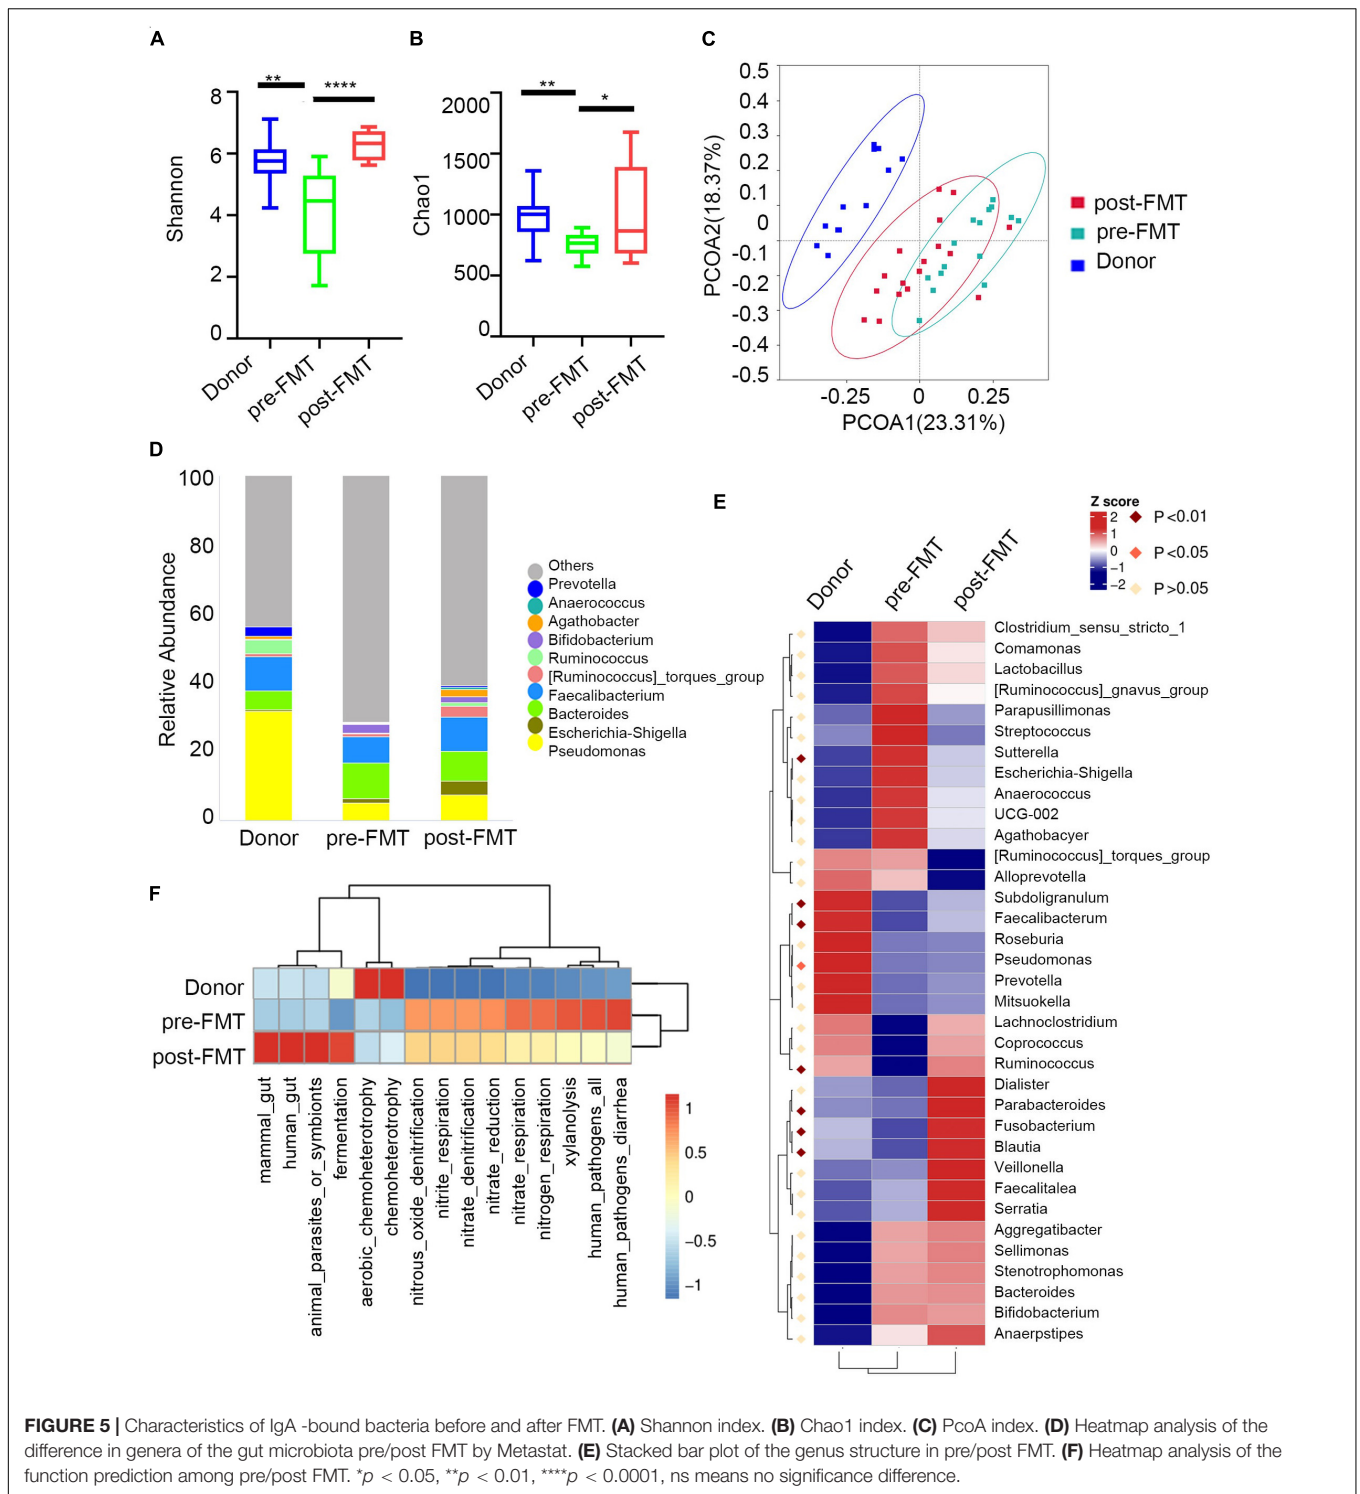 A
Shannon
8
6
4
2
0
**
****
Donor
pre-FMT
post-FMT
B
Chao1
2000
1500
1000
500
0
**
*
Donor
pre-FMT
post-FMT
C
PCOA2(18.37%)
0.5
0.4
0.3
0.2
0.1
0
-0.1
-0.2
-0.3
-0.4
-0.5
-0.25
0
0.25
PCOA1(23.31%)
post-FMT
pre-FMT
Donor
D
Relative Abundance
100
80
60
40
20
0
Donor
pre-FMT
post-FMT
Others
Prevotella
Anaerococcus
Agathobacter
Bifidobacterium
Ruminococcus
[Ruminococcus]_torques_group
Faecalibacterium
Bacteroides
Escherichia-Shigella
Pseudomonas
E
Z score
2
1
0
-1
-2
P<0.01
P<0.05
P>0.05
Donor
pre-FMT
post-FMT
Clostridium_sensu_stricto_1
Comamonas
Lactobacillus
[Ruminococcus]_gnavus_group
Parapusillimonas
Streptococcus
Sutterella
Escherichia-Shigella
Anaerococcus
UCG-002
Agathobacyer
[Ruminococcus]_torques_group
Alloprevotella
Subdoligranulum
Faecalibacterum
Roseburia
Pseudomonas
Prevotella
Mitsuokella
Lachnoclostridium
Coprococcus
Ruminococcus
Dialister
Parabacteroides
Fusobacterium
Blautia
Veillonella
Faecalitalea
Serratia
Aggregatibacter
Sellimonas
Stenotrophomonas
Bacteroides
Bifidobacterium
Anaerpstipes
F
Donor
pre-FMT
post-FMT
mammal_gut
human_gut
animal_parasites_or_symbionts
fermentation
aerobic_chemoheterotrophy
chemoheterotrophy
nitrous_oxide_denitrification
nitrite_respiration
nitrate_denitrification
nitrate_reduction
nitrate_respiration
nitrogen_respiration
xylanolysis
human_pathogens_all
human_pathogens_diarrhea
1
0.5
0
-0.5
-1
FIGURE 5 | Characteristics of IgA -bound bacteria before and after FMT. (A) Shannon index. (B) Chao1 index. (C) PcoA index. (D) Heatmap analysis of the
difference in genera of the gut microbiota pre/post FMT by Metastat. (E) Stacked bar plot of the genus structure in pre/post FMT. (F) Heatmap analysis of the
function prediction among pre/post FMT. *p < 0.05, **p < 0.01, ****p < 0.0001, ns means no significance difference.